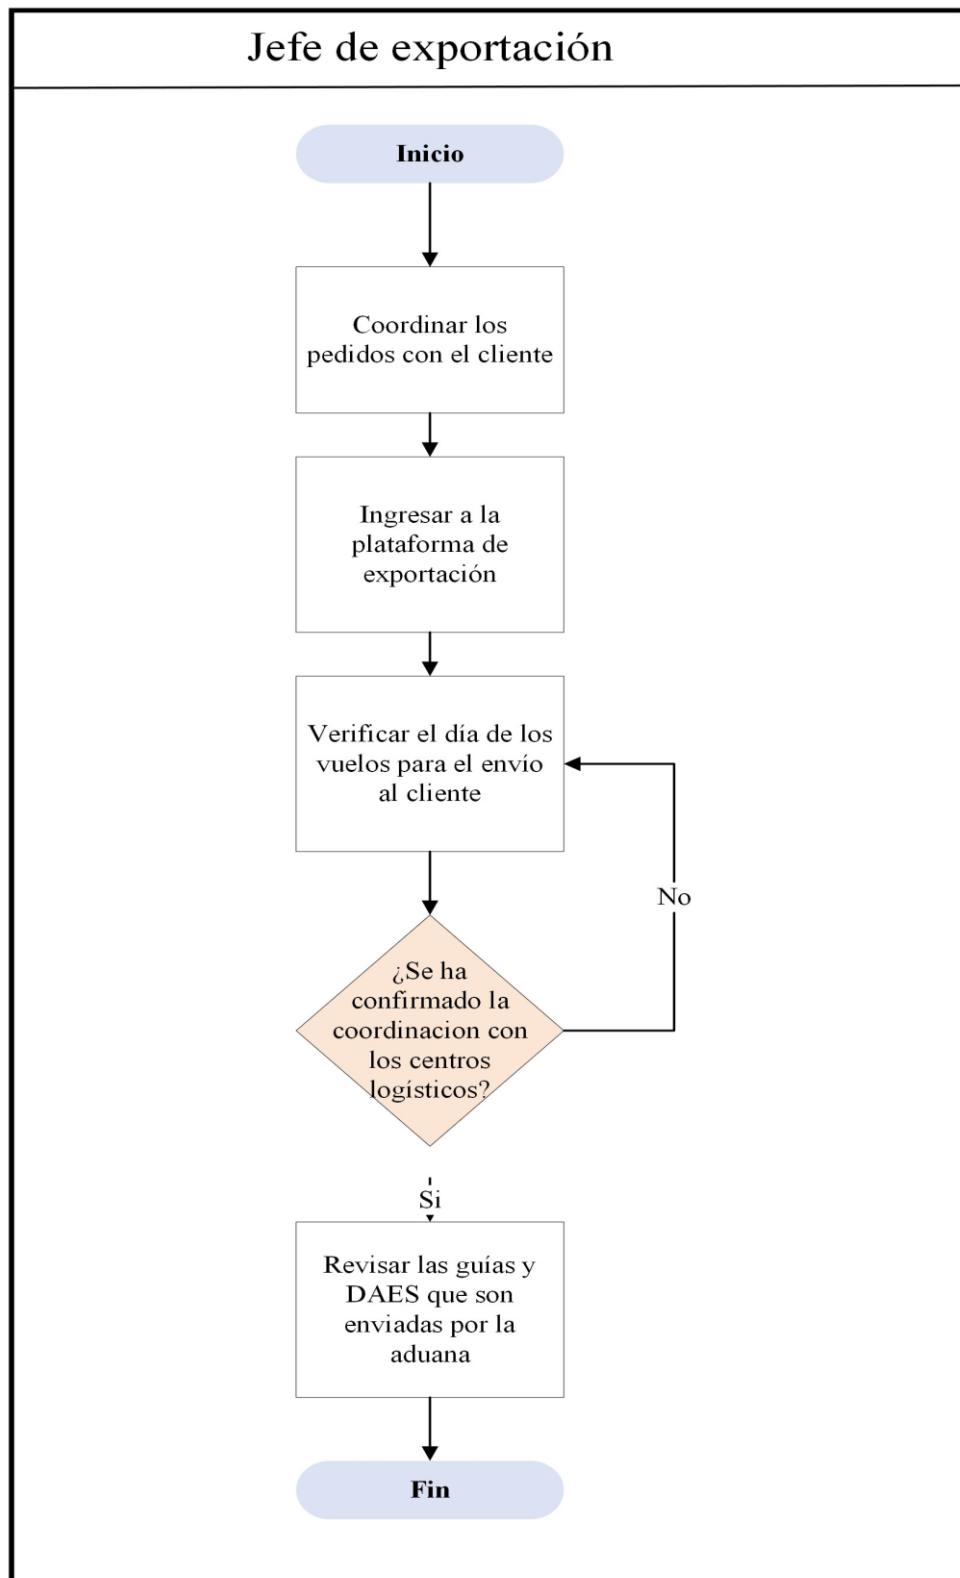 Jefe de exportación
Inicio
Coordinar los
pedidos con el cliente
Ingresar a la
plataforma de
exportación
Verificar el día de los
vuelos para el envío
al cliente
No
¿Se ha
confirmado la
coordinacion con
los centros
logísticos?
Si
Revisar las guías y
DAES que son
enviadas por la
aduana
Fin